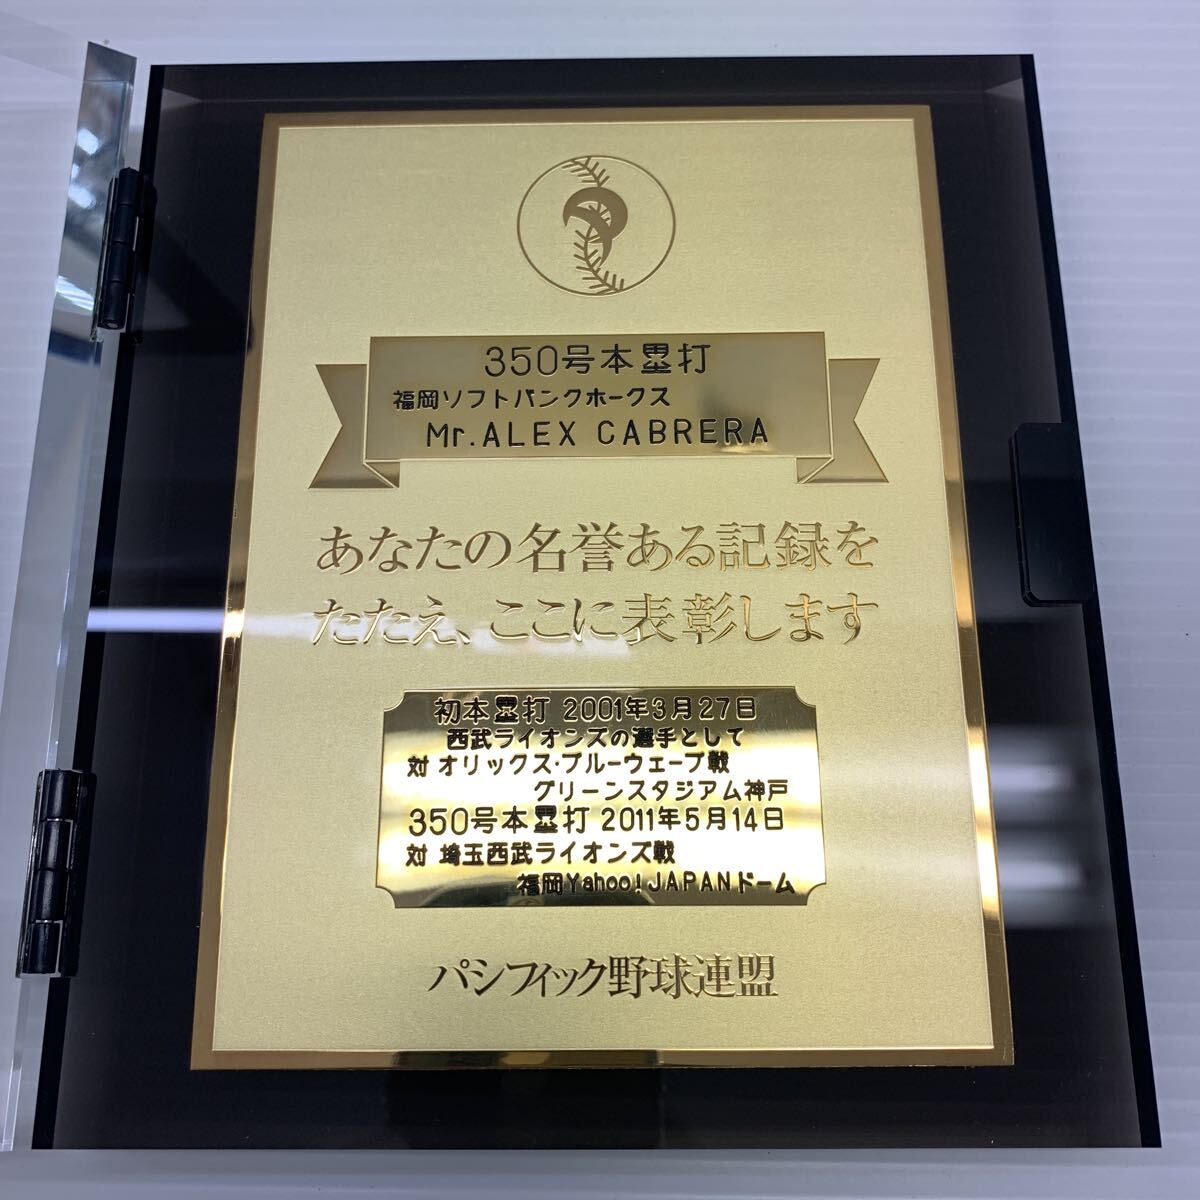 350号本塁打
福岡ソフトバンクホークス
Mr.ALEX CABRERA
あなたの名誉ある記録を
たたえ、ここに表彰します
初本塁打 2001年3月27日
西武ライオンズの選手として
対 オリックス・ブルーウェーブ戦
グリーンスタジアム神戸
350号本塁打 2011年5月14日
対 埼玉西武ライオンズ戦
福岡Yahoo!JAPANドーム
パシフィック野球連盟